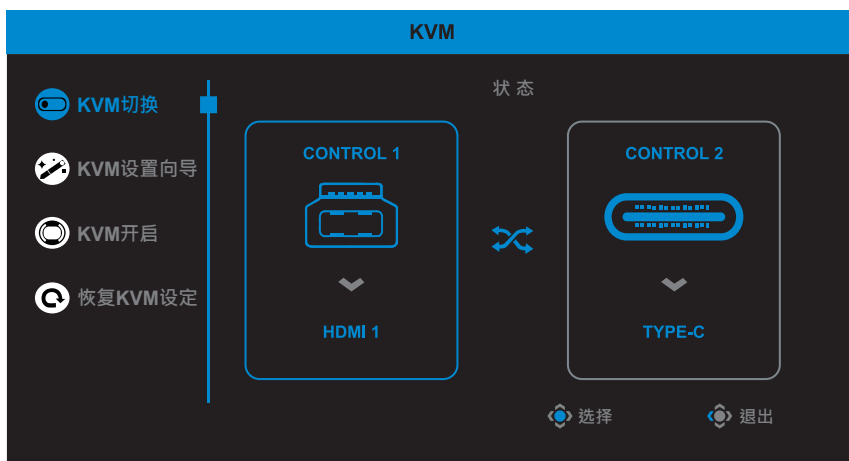 KVM
KVM切换
KVM设置向导
KVM开启
恢复KVM设定
状 态
CONTROL 1
HDMI 1
CONTROL 2
TYPE-C
选择
退出